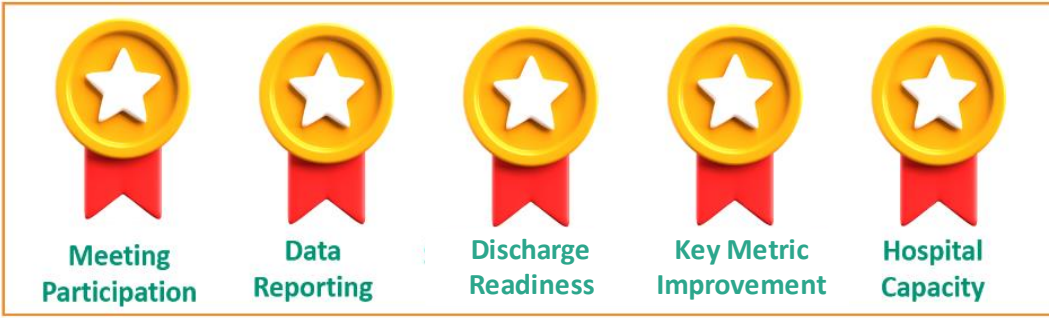 Meeting
Participation
Data
Reporting
Discharge
Readiness
Key Metric
Improvement
Hospital
Capacity